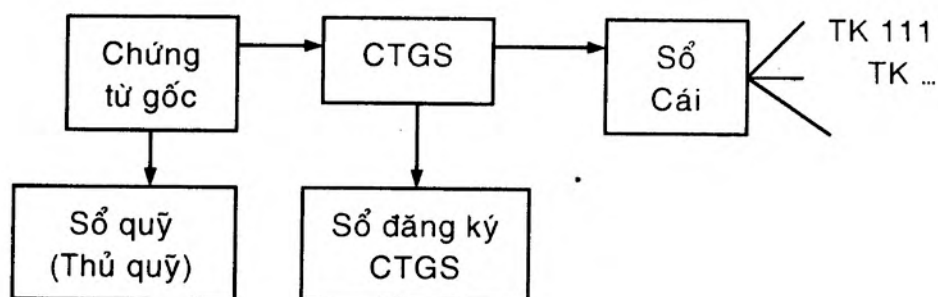 Chứng
từ gốc
CTGS
Sổ
Cái
TK 111
TK ...
Sổ quỹ
(Thủ quỹ)
Sổ đăng ký
CTGS